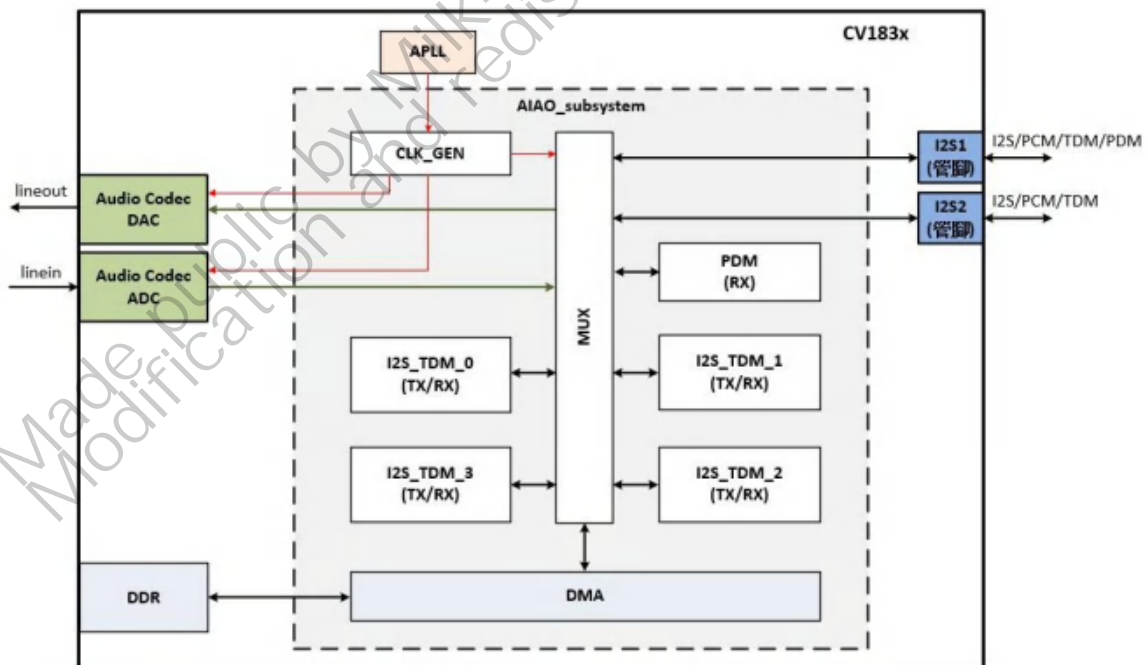 CV183x
APLL
AIAO_subsystem
CLK_GEN
MUX
I2S1
(管腳)
I2S/PCM/TDM/PDM
I2S2
(管腳)
I2S/PCM/TDM
lineout
Audio Codec
DAC
linein
Audio Codec
ADC
PDM
(RX)
I2S_TDM_0
(TX/RX)
I2S_TDM_1
(TX/RX)
I2S_TDM_3
(TX/RX)
I2S_TDM_2
(TX/RX)
DDR
DMA
Made public by Milk
Modification and redis